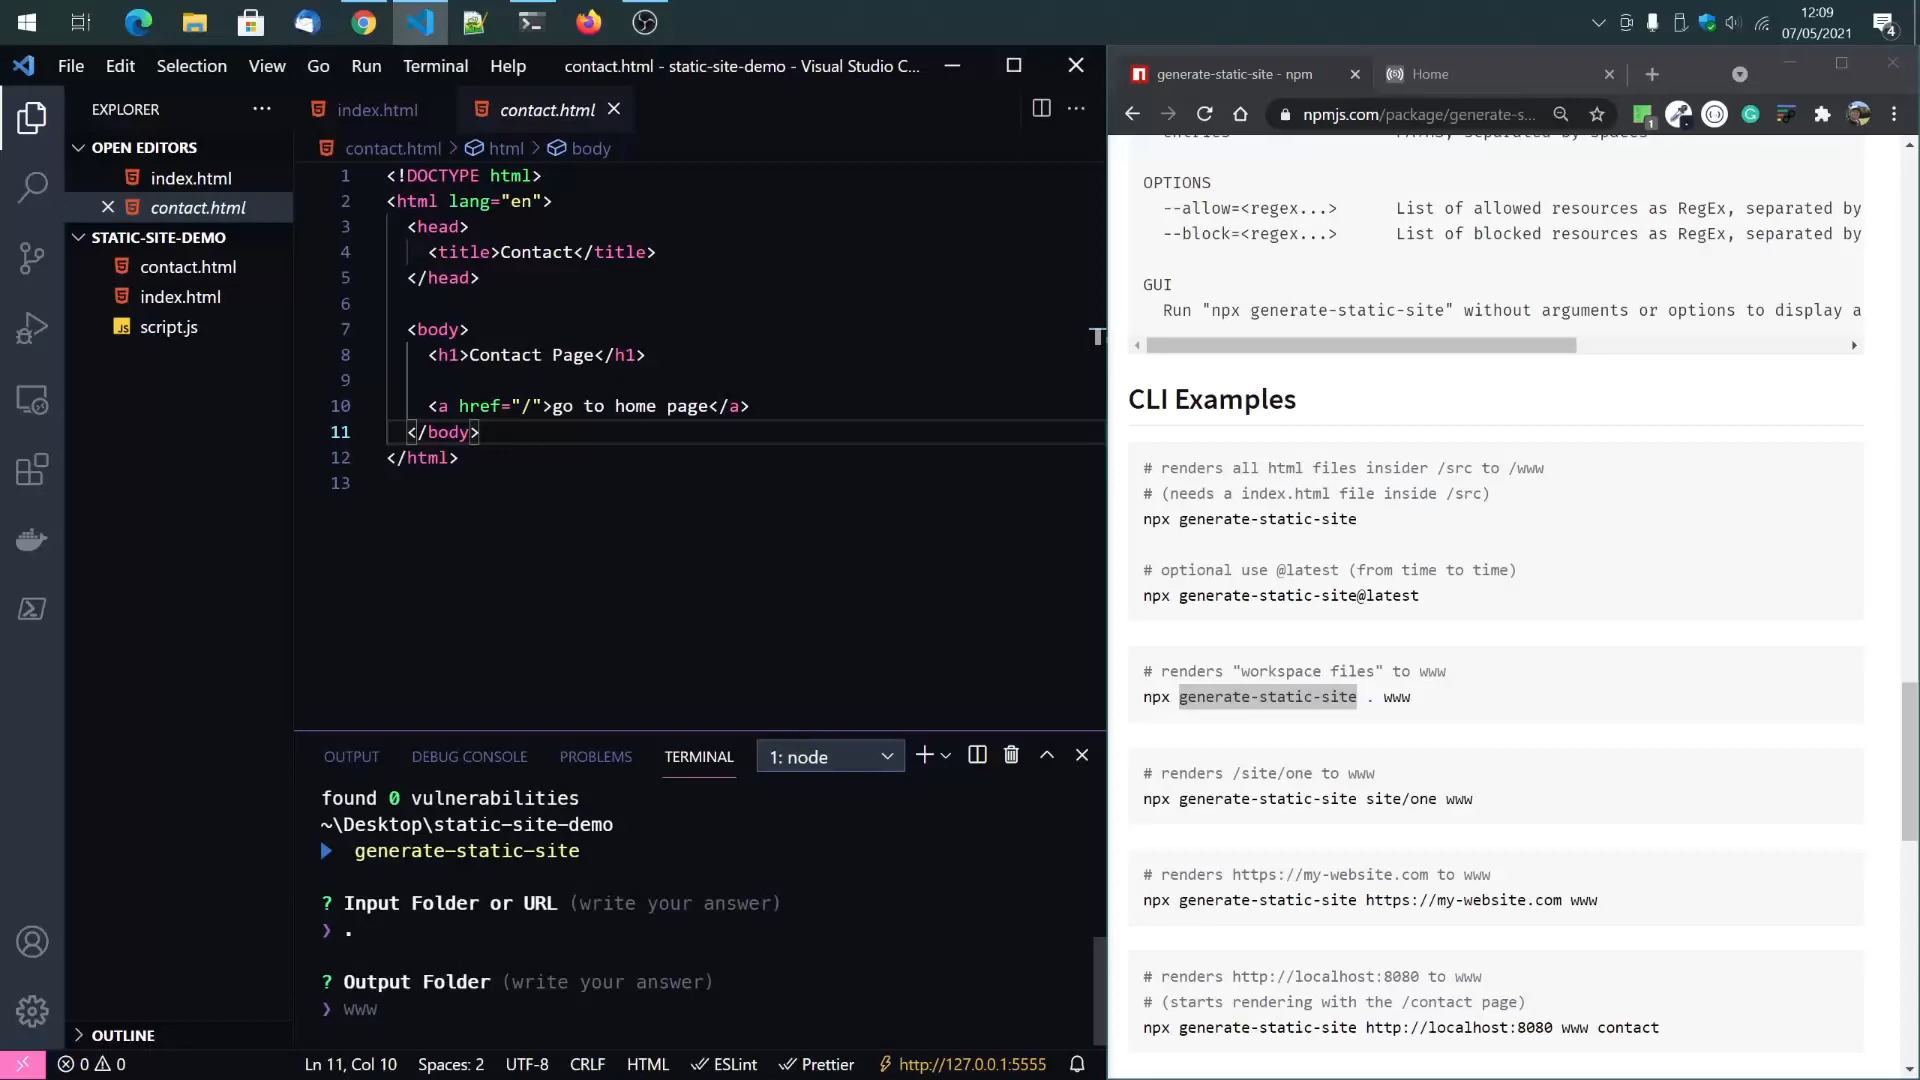 12:09
07/05/2021
4
File Edit Selection View Go Run Terminal Help
contact.html - static-site-demo - Visual Studio C...
EXPLORER
OPEN EDITORS
index.html
contact.html
STATIC-SITE-DEMO
contact.html
index.html
JS script.js
OUTLINE
index.html
contact.html
contact.html > html > body
1 <!DOCTYPE html>
2 <html lang="en">
3 <head>
4 <title>Contact</title>
5 </head>
6
7 <body>
8 <h1>Contact Page</h1>
9
10 <a href="/">go to home page</a>
11 </body>
12 </html>
13
OUTPUT DEBUG CONSOLE PROBLEMS TERMINAL 1: node
found 0 vulnerabilities
~\Desktop\static-site-demo
generate-static-site
? Input Folder or URL (write your answer)
❯ .
? Output Folder (write your answer)
❯ www
0 0
Ln 11, Col 10 Spaces: 2 UTF-8 CRLF HTML ESLint Prettier http://127.0.0.1:5555
generate-static-site - npm
Home
npmjs.com/package/generate-s...
1
OPTIONS
--allow=<regex...> List of allowed resources as RegEx, separated by
--block=<regex...> List of blocked resources as RegEx, separated by
GUI
Run "npx generate-static-site" without arguments or options to display a
CLI Examples
# renders all html files insider /src to /www
# (needs a index.html file inside /src)
npx generate-static-site
# optional use @latest (from time to time)
npx generate-static-site@latest
# renders "workspace files" to www
npx generate-static-site . www
# renders /site/one to www
npx generate-static-site site/one www
# renders https://my-website.com to www
npx generate-static-site https://my-website.com www
# renders http://localhost:8080 to www
# (starts rendering with the /contact page)
npx generate-static-site http://localhost:8080 www contact